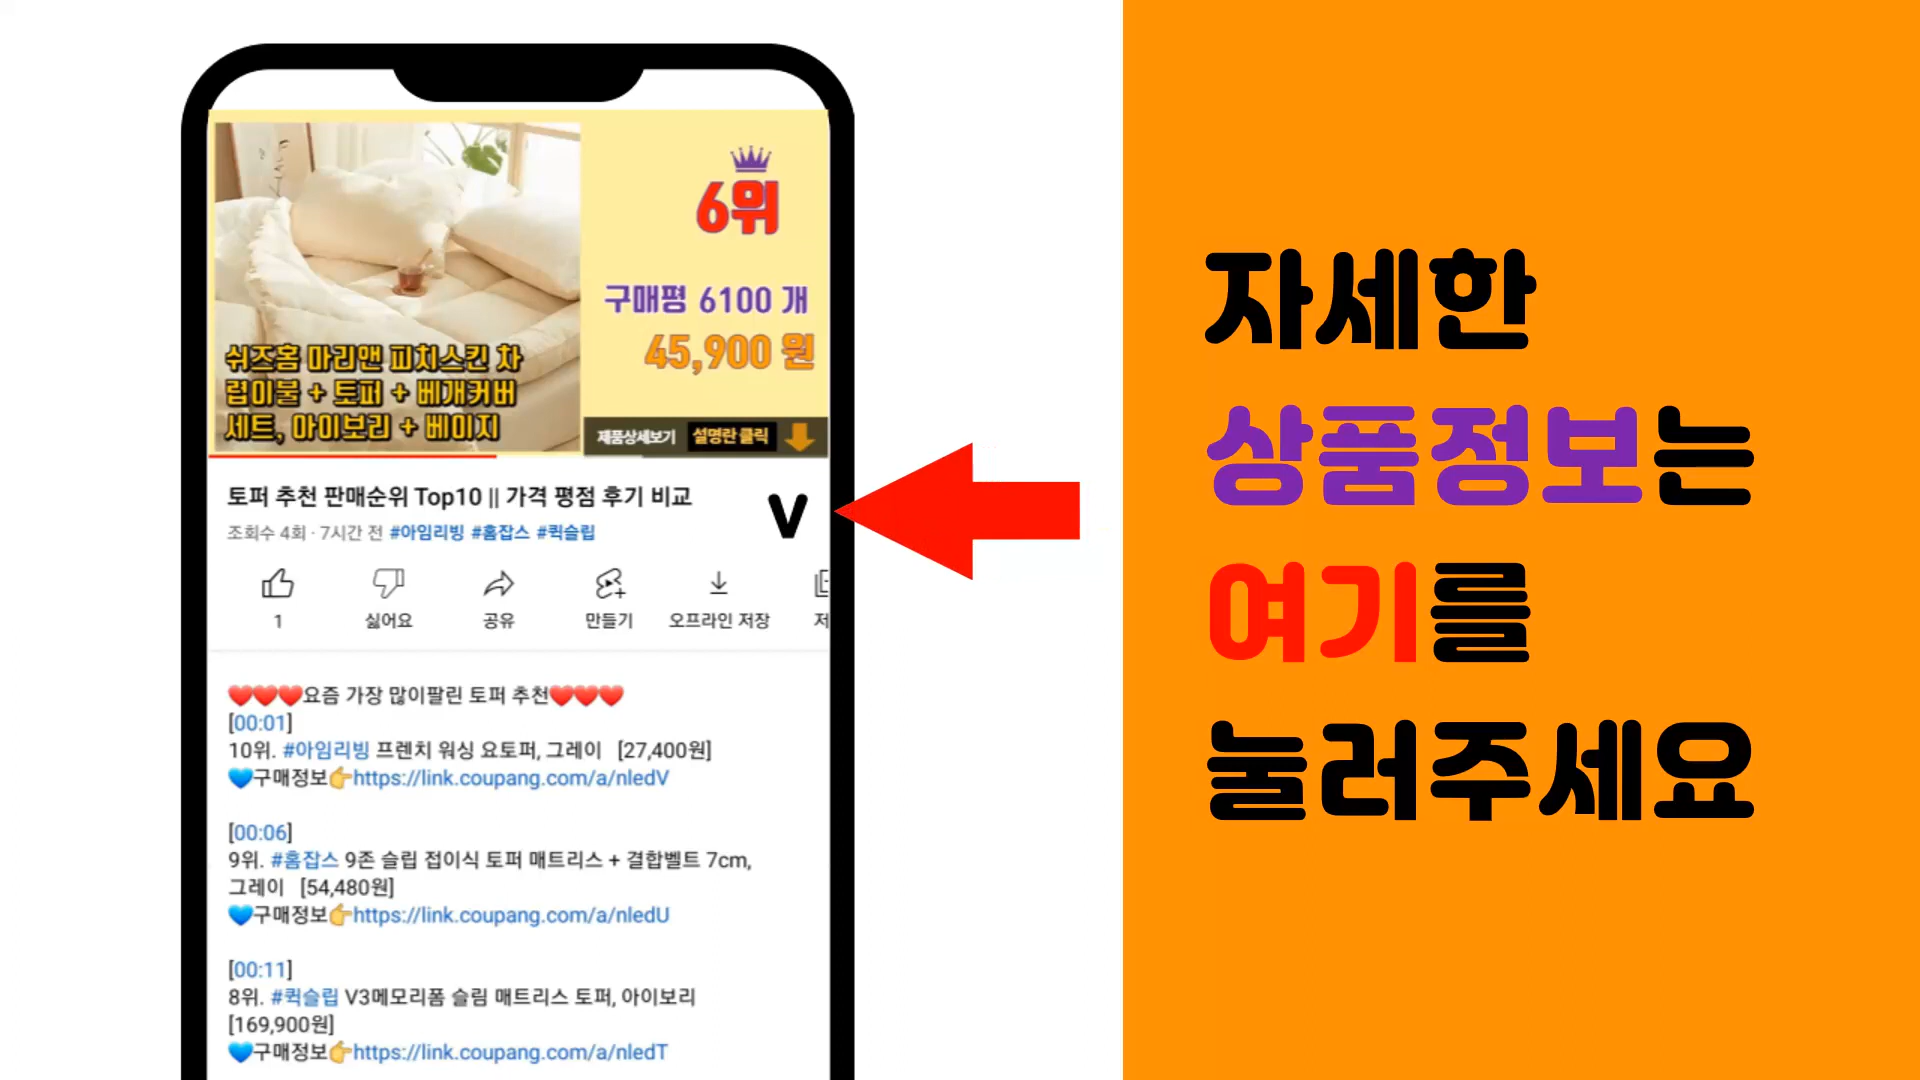 6위
구매평 6100 개
45,900 원
쉬즈홈 마리앤 피치스킨 차
렵이불 + 토퍼 + 베개커버
세트, 아이보리 + 베이지
제품상세보기 설명란 클릭
토퍼 추천 판매순위 Top10 || 가격 평점 후기 비교
V
조회수 4회 · 7시간 전 #아임리빙 #홈잡스 #퀵슬립
1 싫어요 공유 만들기 오프라인 저장 저
❤️❤️❤️요즘 가장 많이팔린 토퍼 추천❤️❤️❤️
[00:01]
10위. #아임리빙 프렌치 워싱 요토퍼, 그레이 [27,400원]
💙구매정보👉https://link.coupang.com/a/nledV
[00:06]
9위. #홈잡스 9존 슬립 접이식 토퍼 매트리스 + 결합벨트 7cm,
그레이 [54,480원]
💙구매정보👉https://link.coupang.com/a/nledU
[00:11]
8위. #퀵슬립 V3메모리폼 슬림 매트리스 토퍼, 아이보리
[169,900원]
💙구매정보👉https://link.coupang.com/a/nledT
자세한
상품정보는
여기를
눌러주세요